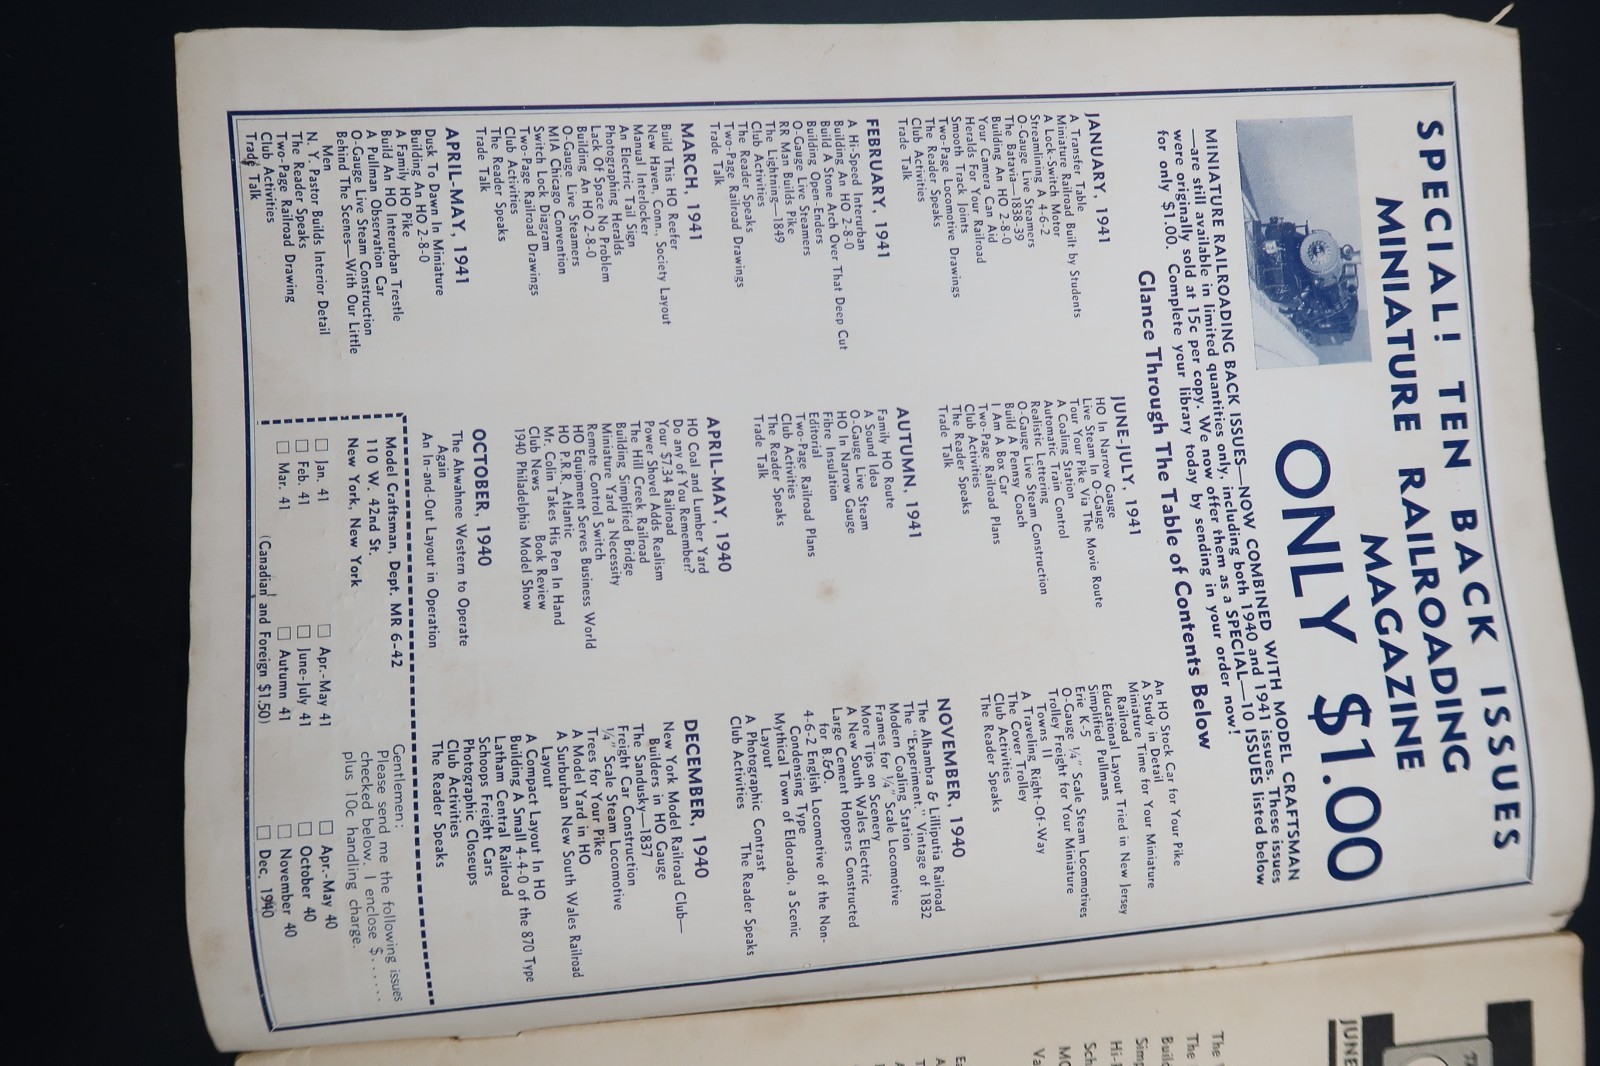 SPECIAL! TEN BACK ISSUES
MINIATURE RAILROADING
MAGAZINE
ONLY $1.00
MINIATURE RAILROADING BACK ISSUES—NOW COMBINED WITH MODEL CRAFTSMAN
—are still available in limited quantities only, including both 1940 and 1941 issues. These issues
were originally sold at 15c per copy. We now offer them as a SPECIAL—10 ISSUES listed below
for only $1.00. Complete your library today by sending in your order now!
Glance Through The Table of Contents Below
JANUARY, 1941
A Transfer Table
Miniature Railroad Built by Students
A Lock-Switch Motor
Streamlining A 4-6-2
O-Gauge Live Steamers
The Batavia—1838-39
Building An HO 2-8-0
Your Camera Can Aid
Heralds For Your Railroad
Smooth Track Joints
Two-Page Locomotive Drawings
The Reader Speaks
Club Activities
Trade Talk
FEBRUARY, 1941
A Hi-Speed Interurban
Building An HO 2-8-0
Build A Stone Arch Over That Deep Cut
Building Open-Enders
O-Gauge Live Steamers
RR Man Builds Pike
The Lightning—1849
Club Activities
The Reader Speaks
Two-Page Railroad Drawings
Trade Talk
MARCH, 1941
Build This HO Reefer
New Haven, Conn., Society Layout
Manual Interlocker
An Electric Tail Sign
Photographing Heralds
Lack Of Space No Problem
Building An HO 2-8-0
O-Gauge Live Steamers
MIA Chicago Convention
Switch Lock Diagram
Two-Page Railroad Drawings
Club Activities
The Reader Speaks
Trade Talk
APRIL-MAY, 1941
Dusk To Dawn In Miniature
Building An HO 2-8-0
A Family HO Pike
Build An HO Interurban Trestle
A Pullman Observation Car
O-Gauge Live Steam Construction
Behind The Scenes—With Our Little
Men
N. Y. Pastor Builds Interior Detail
The Reader Speaks
Two-Page Railroad Drawing
Club Activities
Trade Talk
JUNE-JULY, 1941
HO In Narrow Gauge
Live Steam In O-Gauge
Tour Your Pike Via The Movie Route
A Coaling Station
Automatic Train Control
Realistic Lettering
O-Gauge Live Steam Construction
Build A Pennsy Coach
I Am A Box Car
Two-Page Railroad Plans
Club Activities
The Reader Speaks
Trade Talk
AUTUMN, 1941
Family HO Route
A Sound Idea
O-Gauge Live Steam
HO In Narrow Gauge
Fibre Insulation
Editorial
Two-Page Railroad Plans
Club Activities
The Reader Speaks
Trade Talk
APRIL-MAY, 1940
HO Coal and Lumber Yard
Do any of You Remember?
Your $7.34 Railroad
Power Shovel Adds Realism
The Hill Creek Railroad
Building Simplified Bridge
Miniature Yard a Necessity
Remote Control Switch
HO Equipment Serves Business World
HO P.R.R. Atlantic
Mr. Colin Takes His Pen In Hand
Club News Book Review
1940 Philadelphia Model Show
OCTOBER, 1940
The Ahwahnee Western to Operate
Again
An In-and-Out Layout in Operation
An HO Stock Car for Your Pike
A Study in Detail
Miniature Time for Your Miniature
Railroad
Educational Layout Tried in New Jersey
Simplified Pullmans
Erie K-5
O-Gauge ¼" Scale Steam Locomotives
Trolley Freight for Your Miniature
Towns II
A Traveling Right-Of-Way
The Cover Trolley
Club Activities
The Reader Speaks
NOVEMBER, 1940
The Alhambra & Lilliputia Railroad
The "Experiment," Vintage of 1832
Modern Coaling Station
Frames for ¼" Scale Locomotive
More Tips on Scenery
A New South Wales Electric
Large Cement Hoppers Constructed
for B.&O.
4-6-2 English Locomotive of the Non-
Condensing Type
Mythical Town of Eldorado, a Scenic
Layout
A Photographic Contrast
Club Activities The Reader Speaks
DECEMBER, 1940
New York Model Railroad Club—
Builders in HO Gauge
The Sandusky—1837
Freight Car Construction
¼" Scale Steam Locomotive
Trees for Your Pike
A Model Yard in HO
A Surburban New South Wales Railroad
Layout
A Compact Layout In HO
Building A Small 4-4-0 of the 870 Type
Latham Central Railroad
Schoops Freight Cars
Photographic Closeups
Club Activities
The Reader Speaks
Model Craftsman, Dept. MR 6-42
110 W. 42nd St.
New York, New York
Gentlemen:
Please send me the following issues
checked below. I enclose $......
plus 10c handling charge.
☐ Jan. 41 ☐ Apr.-May 41 ☐ Apr.-May 40
☐ Feb. 41 ☐ June-July 41 ☐ October 40
☐ Mar. 41 ☐ Autumn 41 ☐ November 40
(Canadian and Foreign $1.50) ☐ Dec. 1940
JUNE
The
The
Build
Simp
Hi-
Sch
MO
Va